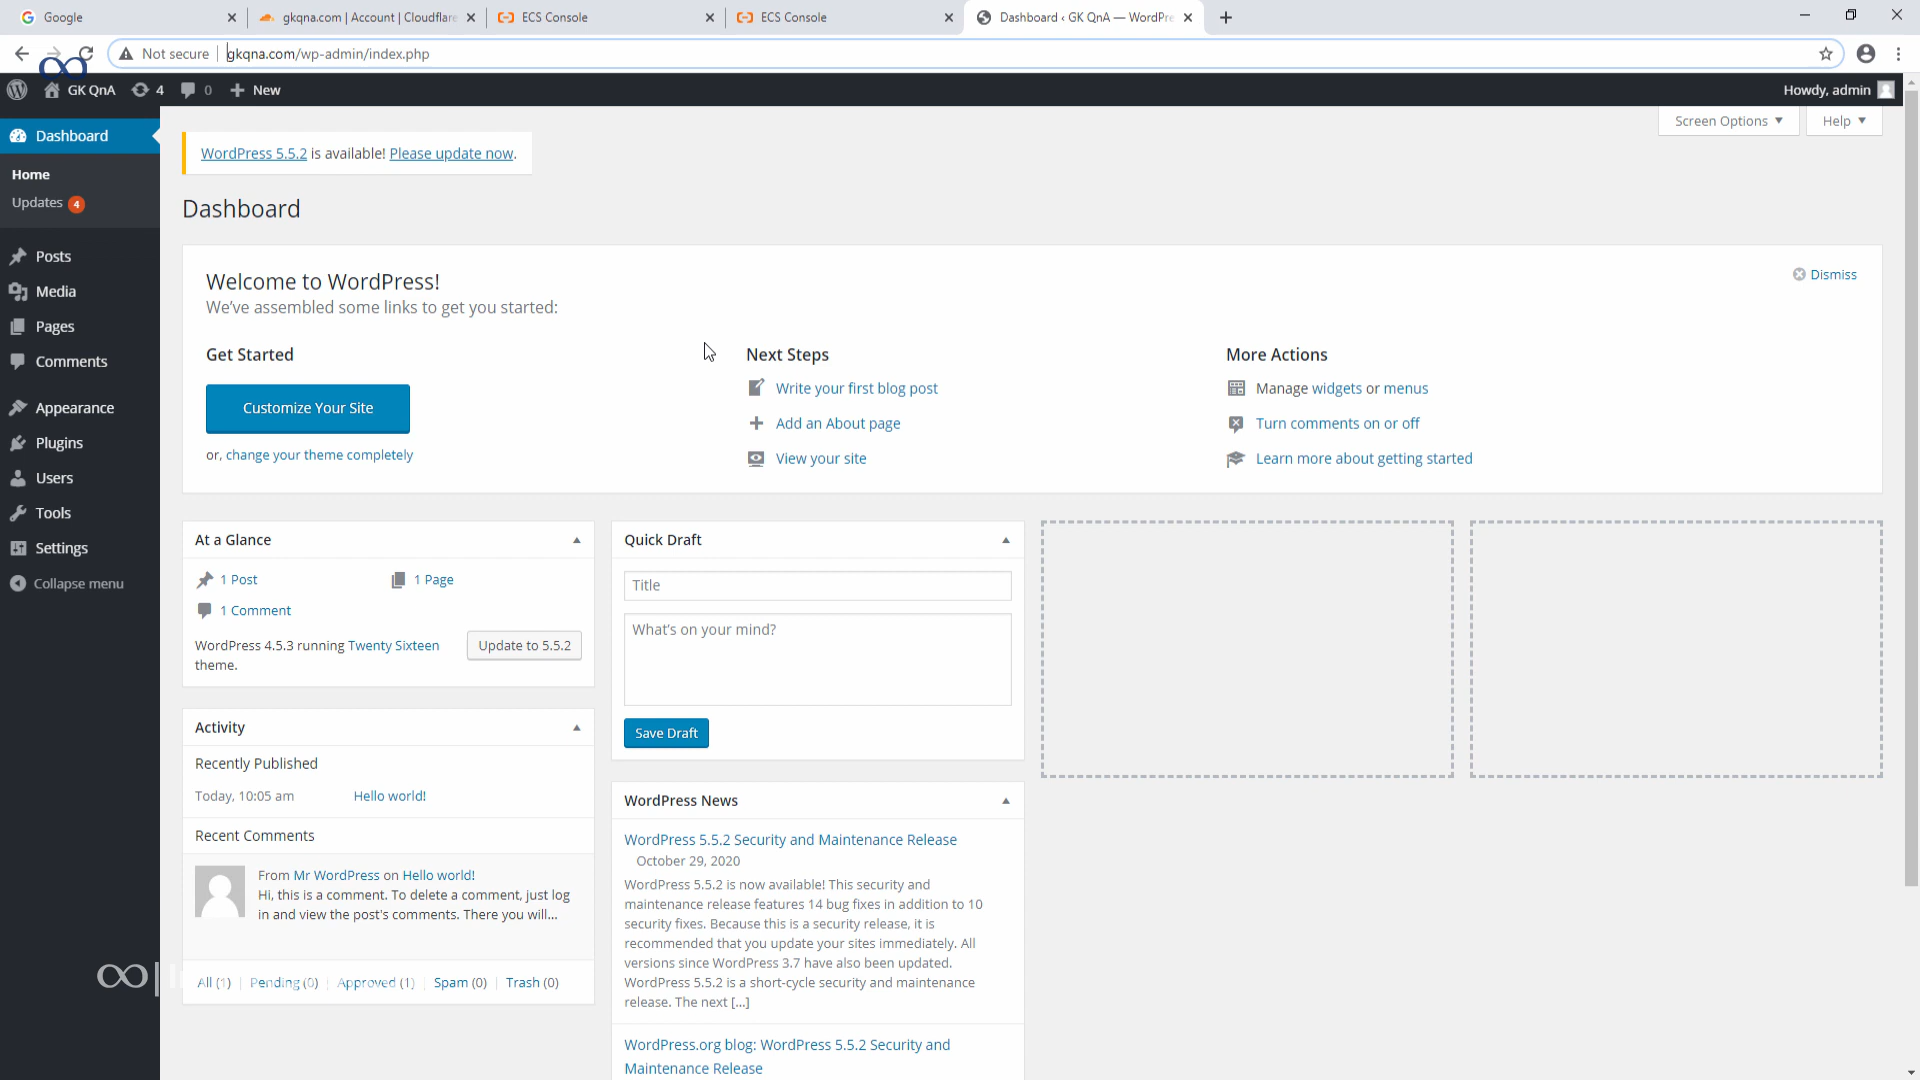 Google
gkqna.com | Account | Cloudflare
ECS Console
ECS Console
Dashboard ‹ GK QnA — WordPre
Not secure
gkqna.com/wp-admin/index.php
GK QnA
4
0
New
Howdy, admin
Dashboard
Home
Updates 4
Posts
Media
Pages
Comments
Appearance
Plugins
Users
Tools
Settings
Collapse menu
Screen Options
Help
WordPress 5.5.2 is available! Please update now.
Dashboard
Welcome to WordPress!
We've assembled some links to get you started:
Dismiss
Get Started
Customize Your Site
or, change your theme completely
Next Steps
Write your first blog post
Add an About page
View your site
More Actions
Manage widgets or menus
Turn comments on or off
Learn more about getting started
At a Glance
1 Post
1 Page
1 Comment
WordPress 4.5.3 running Twenty Sixteen
theme.
Update to 5.5.2
Activity
Recently Published
Today, 10:05 am
Hello world!
Recent Comments
From Mr WordPress on Hello world!
Hi, this is a comment. To delete a comment, just log
in and view the post's comments. There you will…
All (1) | Pending (0) | Approved (1) | Spam (0) | Trash (0)
Quick Draft
Title
What's on your mind?
Save Draft
WordPress News
WordPress 5.5.2 Security and Maintenance Release
October 29, 2020
WordPress 5.5.2 is now available! This security and
maintenance release features 14 bug fixes in addition to 10
security fixes. Because this is a security release, it is
recommended that you update your sites immediately. All
versions since WordPress 3.7 have also been updated.
WordPress 5.5.2 is a short-cycle security and maintenance
release. The next […]
WordPress.org blog: WordPress 5.5.2 Security and
Maintenance Release